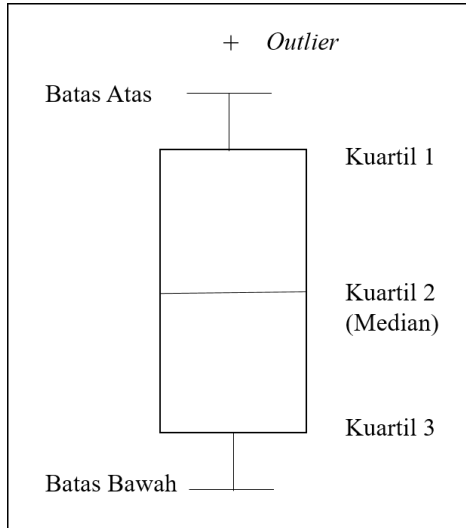 + Outlier
Batas Atas
Kuartil 1
Kuartil 2
(Median)
Kuartil 3
Batas Bawah